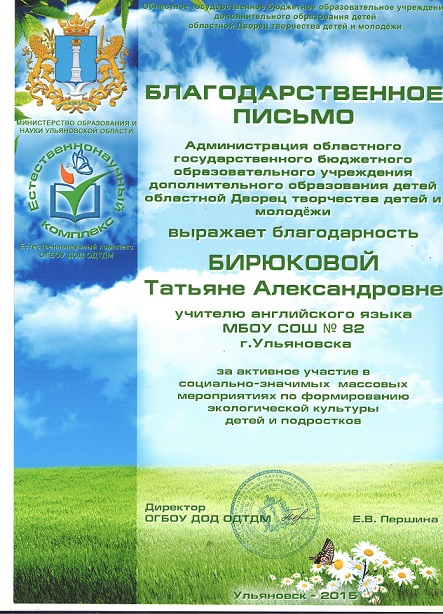 Областное государственное бюджетное образовательное учреждени
дополнительного образования детей
областной Дворец творчества детей и молодёжи
МИНИСТЕРСТВО ОБРАЗОВАНИЯ И
НАУКИ УЛЬЯНОВСКОЙ ОБЛАСТИ
Естественнонаучный
комплекс
Естественнонаучный комплекс
ОГБОУ ДОД ОДТДМ
БЛАГОДАРСТВЕННОЕ
ПИСЬМО
Администрация областного
государственного бюджетного
образовательного учреждения
дополнительного образования детей
областной Дворец творчества детей и
молодёжи
выражает благодарность
БИРЮКОВОЙ
Татьяне Александровне
учителю английского языка
МБОУ СОШ № 82
г.Ульяновска
за активное участие в
социально-значимых массовых
мероприятиях по формированию
экологической культуры
детей и подростков
Директор
ОГБОУ ДОД ОДТДМ
Е.В. Першина
Ульяновск - 2015